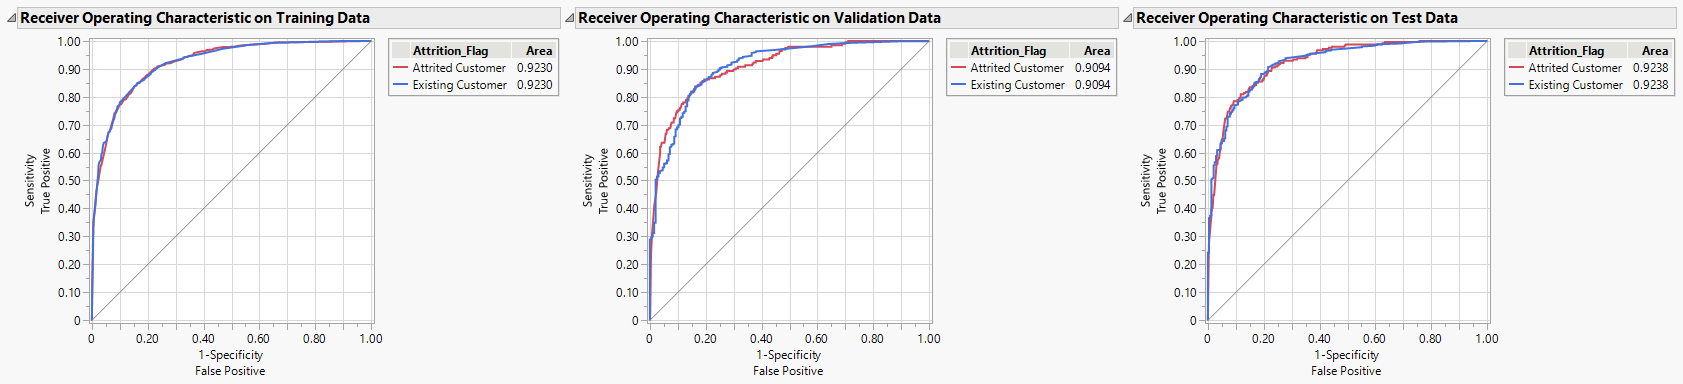 Receiver Operating Characteristic on Training Data
1.00
0.90
0.80
0.70
0.60
0.50
0.40
0.30
0.20
0.10
0
Sensitivity
True Positive
0 0.20 0.40 0.60 0.80 1.00
1-Specificity
False Positive
Attrition_Flag Area
Attrited Customer 0.9230
Existing Customer 0.9230
Receiver Operating Characteristic on Validation Data
1.00
0.90
0.80
0.70
0.60
0.50
0.40
0.30
0.20
0.10
0
Sensitivity
True Positive
0 0.20 0.40 0.60 0.80 1.00
1-Specificity
False Positive
Attrition_Flag Area
Attrited Customer 0.9094
Existing Customer 0.9094
Receiver Operating Characteristic on Test Data
1.00
0.90
0.80
0.70
0.60
0.50
0.40
0.30
0.20
0.10
0
Sensitivity
True Positive
0 0.20 0.40 0.60 0.80 1.00
1-Specificity
False Positive
Attrition_Flag Area
Attrited Customer 0.9238
Existing Customer 0.9238